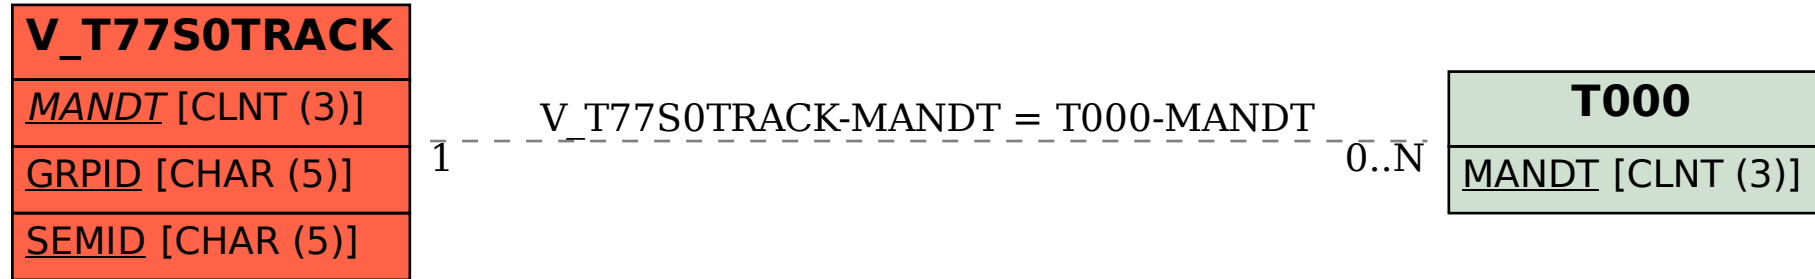 V_T77S0TRACK
MANDT [CLNT (3)]
GRPID [CHAR (5)]
SEMID [CHAR (5)]
V_T77S0TRACK-MANDT = T000-MANDT
1
0..N
T000
MANDT [CLNT (3)]